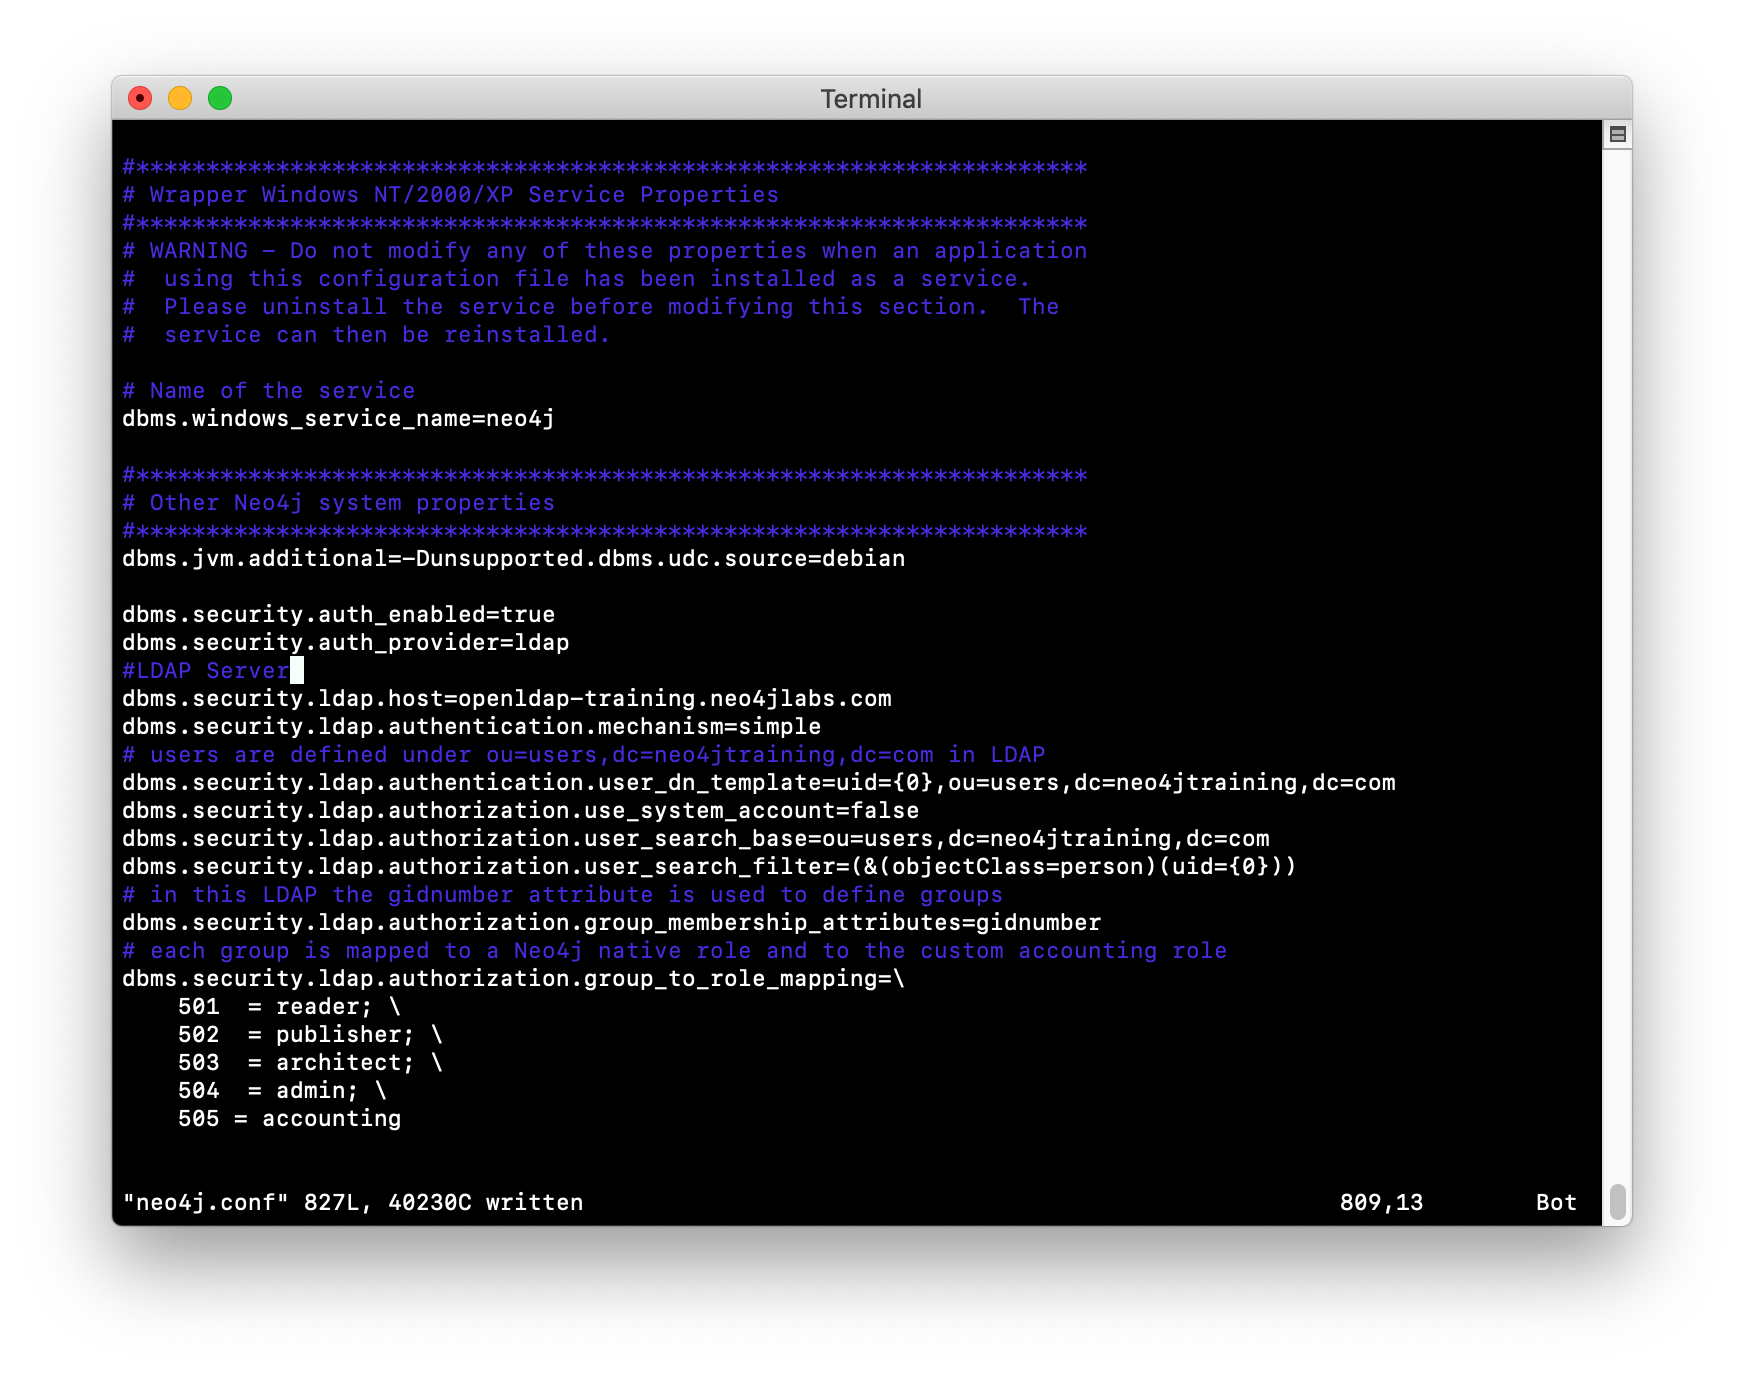 Terminal
#********************************************************************
# Wrapper Windows NT/2000/XP Service Properties
#********************************************************************
# WARNING - Do not modify any of these properties when an application
#  using this configuration file has been installed as a service.
#  Please uninstall the service before modifying this section.  The
#  service can then be reinstalled.
# Name of the service
dbms.windows_service_name=neo4j
#********************************************************************
# Other Neo4j system properties
#********************************************************************
dbms.jvm.additional=-Dunsupported.dbms.udc.source=debian
dbms.security.auth_enabled=true
dbms.security.auth_provider=ldap
#LDAP Server
dbms.security.ldap.host=openldap-training.neo4jlabs.com
dbms.security.ldap.authentication.mechanism=simple
# users are defined under ou=users,dc=neo4jtraining,dc=com in LDAP
dbms.security.ldap.authentication.user_dn_template=uid={0},ou=users,dc=neo4jtraining,dc=com
dbms.security.ldap.authorization.use_system_account=false
dbms.security.ldap.authorization.user_search_base=ou=users,dc=neo4jtraining,dc=com
dbms.security.ldap.authorization.user_search_filter=(&(objectClass=person)(uid={0}))
# in this LDAP the gidnumber attribute is used to define groups
dbms.security.ldap.authorization.group_membership_attributes=gidnumber
# each group is mapped to a Neo4j native role and to the custom accounting role
dbms.security.ldap.authorization.group_to_role_mapping=\
    501  = reader; \
    502  = publisher; \
    503  = architect; \
    504  = admin; \
    505 = accounting
"neo4j.conf" 827L, 40230C written 809,13 Bot